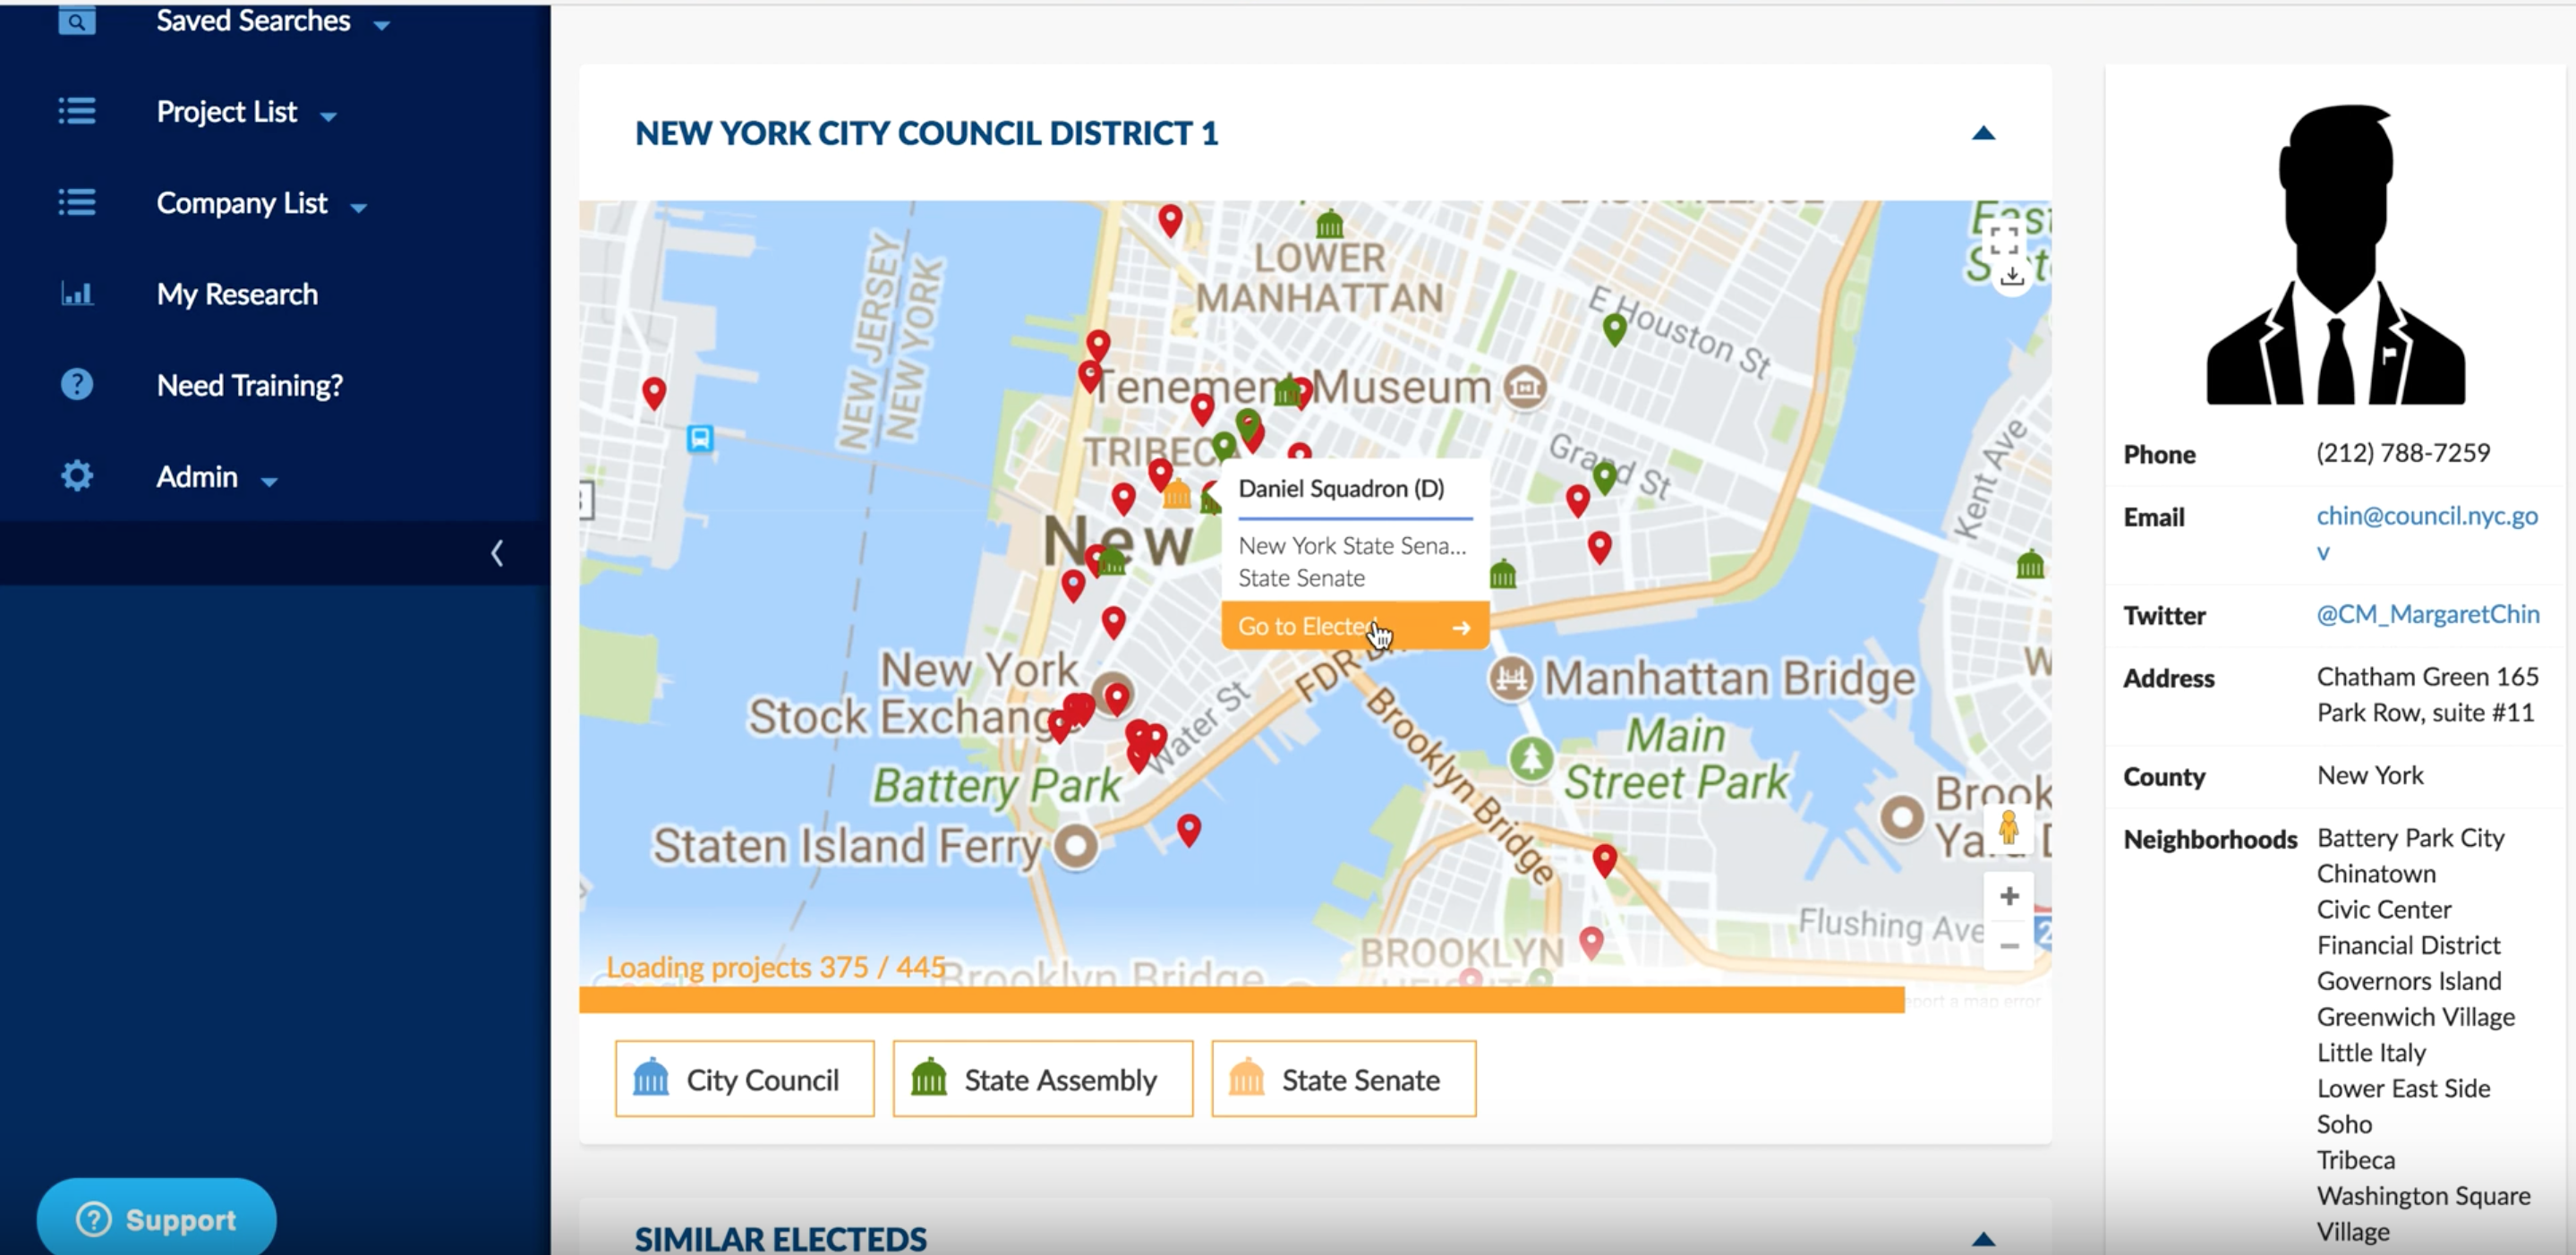 Saved Searches
Project List
Company List
My Research
Need Training?
Admin
Support
NEW YORK CITY COUNCIL DISTRICT 1
LOWER
MANHATTAN
E Houston St
NEW JERSEY
NEW YORK
Tenement Museum
TRIBECA
Grand St
Kent Ave
New
Daniel Squadron (D)
New York State Sena...
State Senate
Go to Elected
New York
Stock Exchange
Water St
FDR Dr
Manhattan Bridge
Brooklyn Bridge
Main
Street Park
Battery Park
Staten Island Ferry
Flushing Ave
BROOKLYN
Loading projects 375 / 445
Brooklyn Bridge
City Council
State Assembly
State Senate
SIMILAR ELECTEDS
Phone (212) 788-7259
Email chin@council.nyc.go
v
Twitter @CM_MargaretChin
Address Chatham Green 165
Park Row, suite #11
County New York
Neighborhoods Battery Park City
Chinatown
Civic Center
Financial District
Governors Island
Greenwich Village
Little Italy
Lower East Side
Soho
Tribeca
Washington Square
Village